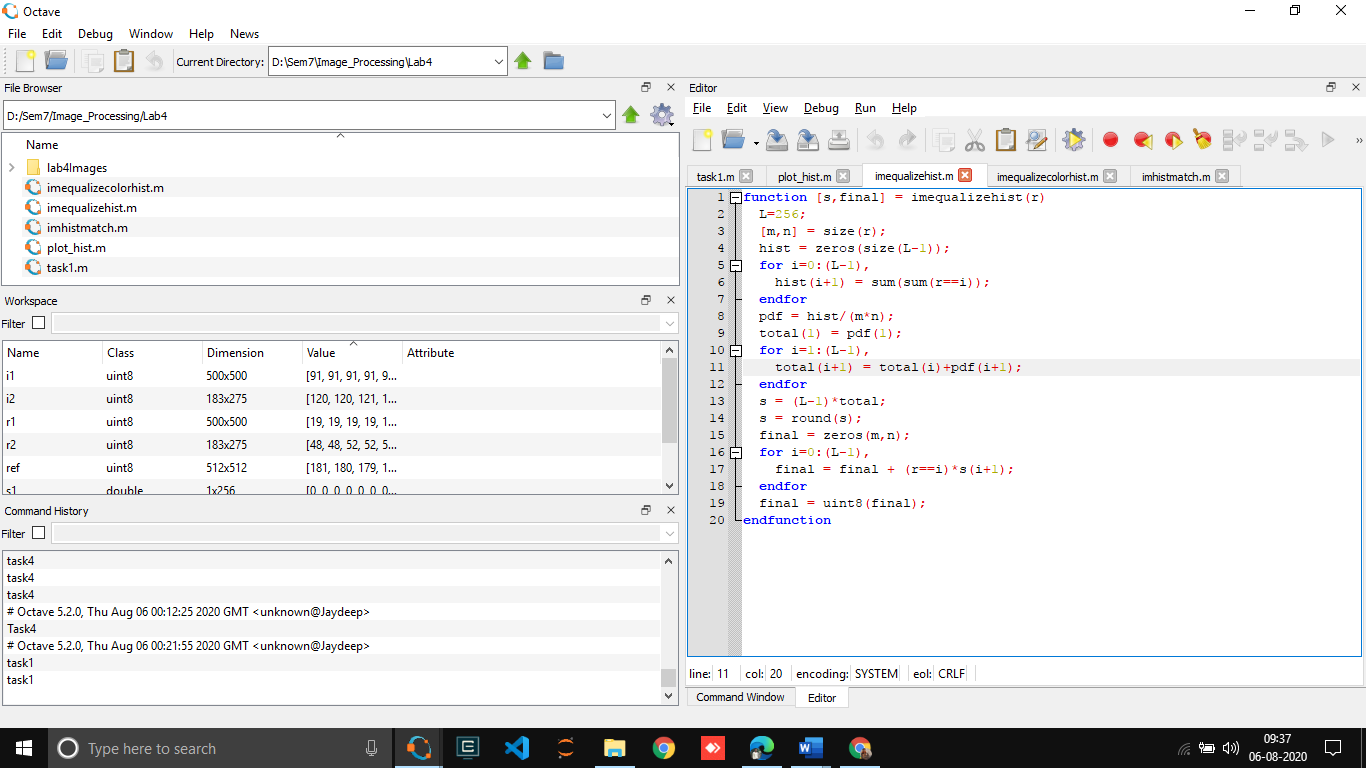 Octave
File Edit Debug Window Help News
Current Directory: D:\Sem7\Image_Processing\Lab4
File Browser
D:/Sem7/Image_Processing/Lab4
Name
lab4Images
imequalizecolorhist.m
imequalizehist.m
imhistmatch.m
plot_hist.m
task1.m
Workspace
Filter
Name Class Dimension Value Attribute
i1 uint8 500x500 [91, 91, 91, 91, 9...
i2 uint8 183x275 [120, 120, 121, 1...
r1 uint8 500x500 [19, 19, 19, 19, 1...
r2 uint8 183x275 [48, 48, 52, 52, 5...
ref uint8 512x512 [181, 180, 179, 1...
s1 double 1x256 [0, 0, 0, 0, 0, 0, 0...
Command History
Filter
task4
task4
task4
# Octave 5.2.0, Thu Aug 06 00:12:25 2020 GMT <unknown@Jaydeep>
Task4
# Octave 5.2.0, Thu Aug 06 00:21:55 2020 GMT <unknown@Jaydeep>
task1
task1
Editor
File Edit View Debug Run Help
task1.m plot_hist.m imequalizehist.m imequalizecolorhist.m imhistmatch.m
1 function [s,final] = imequalizehist(r)
2 L=256;
3 [m,n] = size(r);
4 hist = zeros(size(L-1));
5 for i=0:(L-1),
6 hist(i+1) = sum(sum(r==i));
7 endfor
8 pdf = hist/(m*n);
9 total(1) = pdf(1);
10 for i=1:(L-1),
11 total(i+1) = total(i)+pdf(i+1);
12 endfor
13 s = (L-1)*total;
14 s = round(s);
15 final = zeros(m,n);
16 for i=0:(L-1),
17 final = final + (r==i)*s(i+1);
18 endfor
19 final = uint8(final);
20 endfunction
line: 11 col: 20 encoding: SYSTEM eol: CRLF
Command Window Editor
Type here to search
09:37
06-08-2020